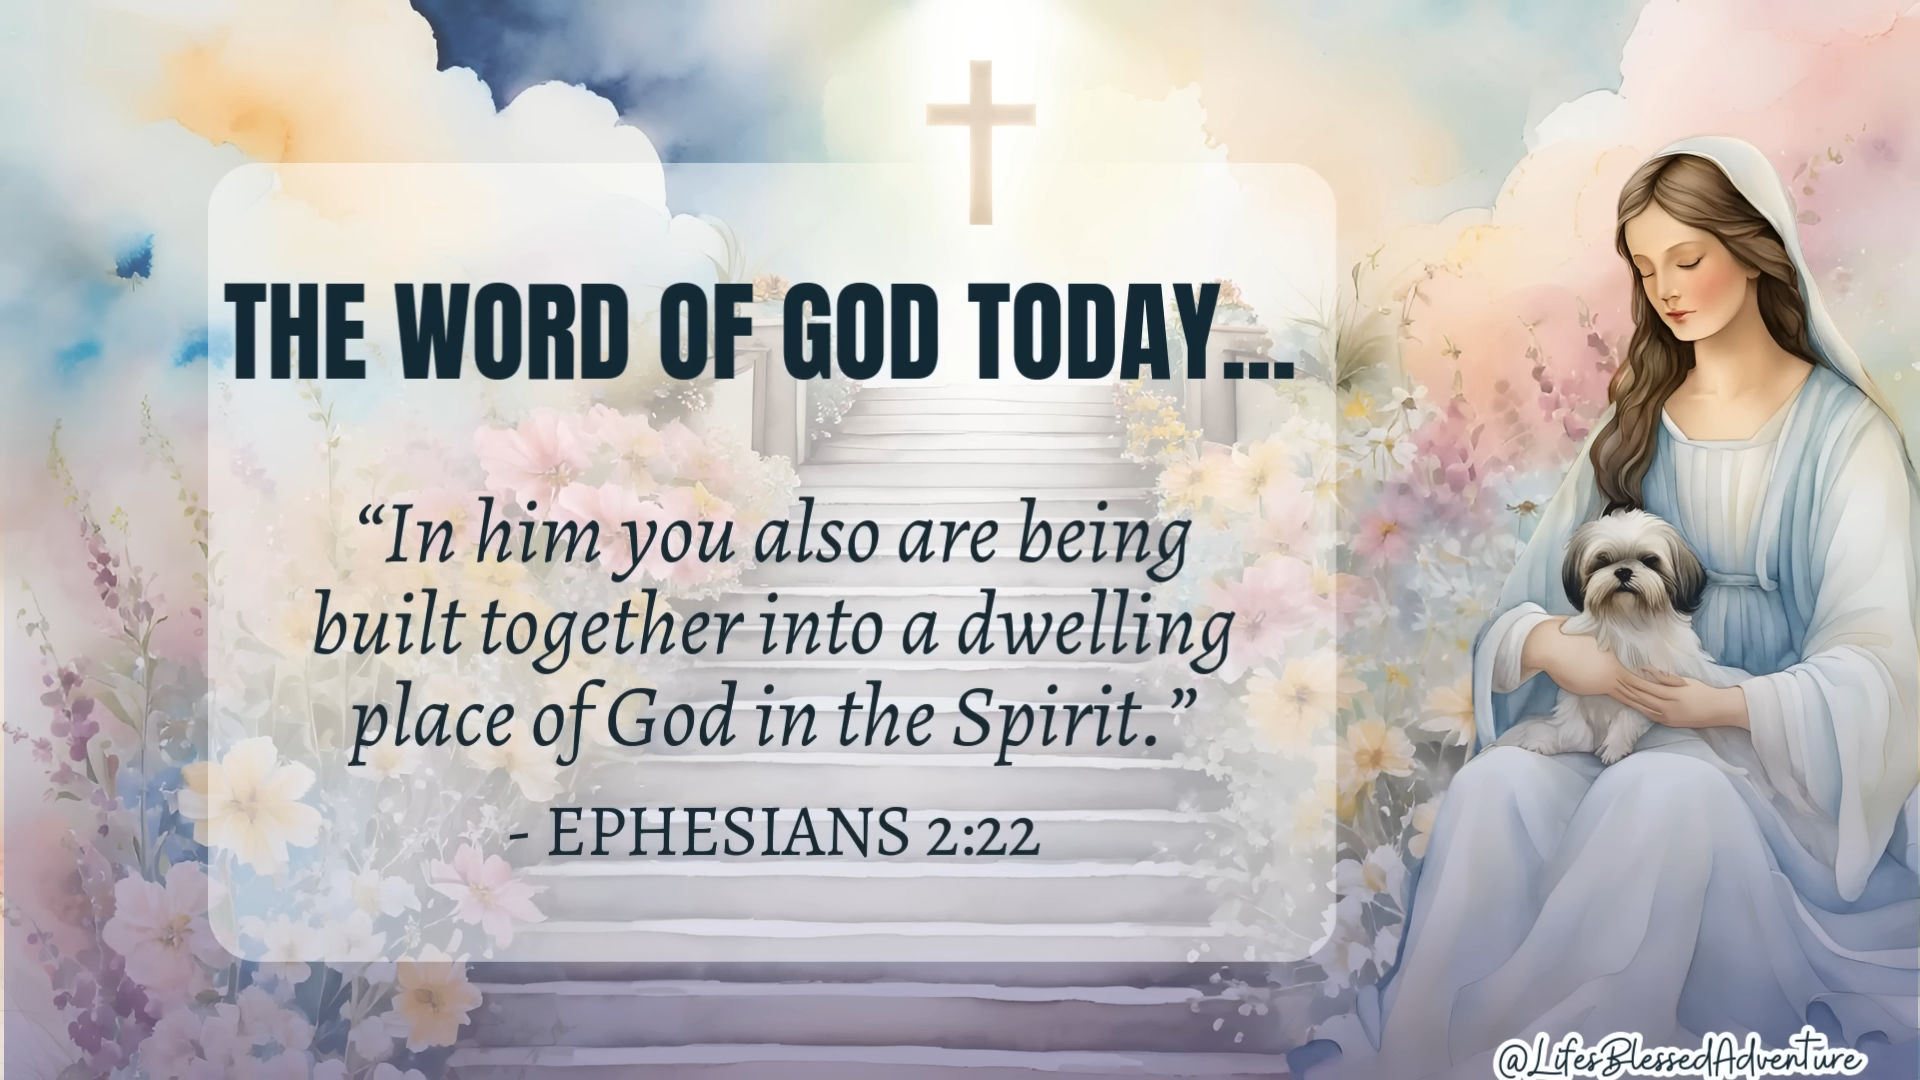 THE WORD OF GOD TODAY...
“In him you also are being
built together into a dwelling
place of God in the Spirit.”
- EPHESIANS 2:22
@LifesBlessedAdventure